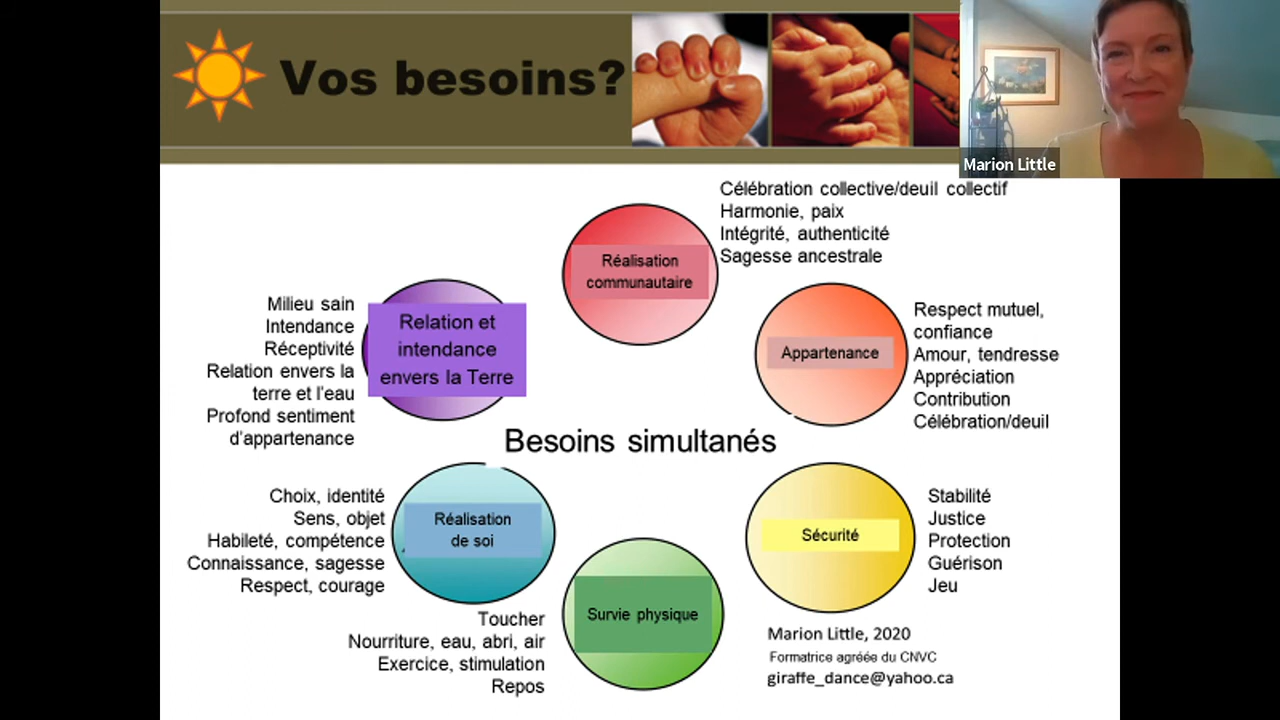 Vos besoins?
Marion Little
Célébration collective/deuil collectif
Harmonie, paix
Intégrité, authenticité
Sagesse ancestrale
Réalisation
communautaire
Milieu sain
Intendance
Réceptivité
Relation envers la
terre et l'eau
Profond sentiment
d'appartenance
Relation et
intendance
envers la Terre
Appartenance
Respect mutuel,
confiance
Amour, tendresse
Appréciation
Contribution
Célébration/deuil
Besoins simultanés
Choix, identité
Sens, objet
Habileté, compétence
Connaissance, sagesse
Respect, courage
Réalisation
de soi
Sécurité
Stabilité
Justice
Protection
Guérison
Jeu
Survie physique
Toucher
Nourriture, eau, abri, air
Exercice, stimulation
Repos
Marion Little, 2020
Formatrice agréée du CNVC
giraffe_dance@yahoo.ca